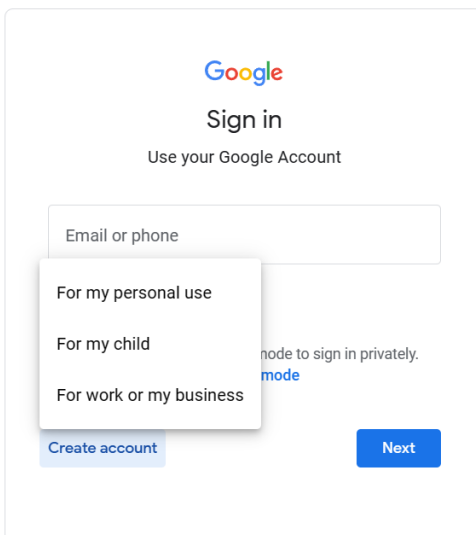 Google
Sign in
Use your Google Account
Email or phone
For my personal use
For my child
mode to sign in privately.
For work or my business
mode
Create account
Next